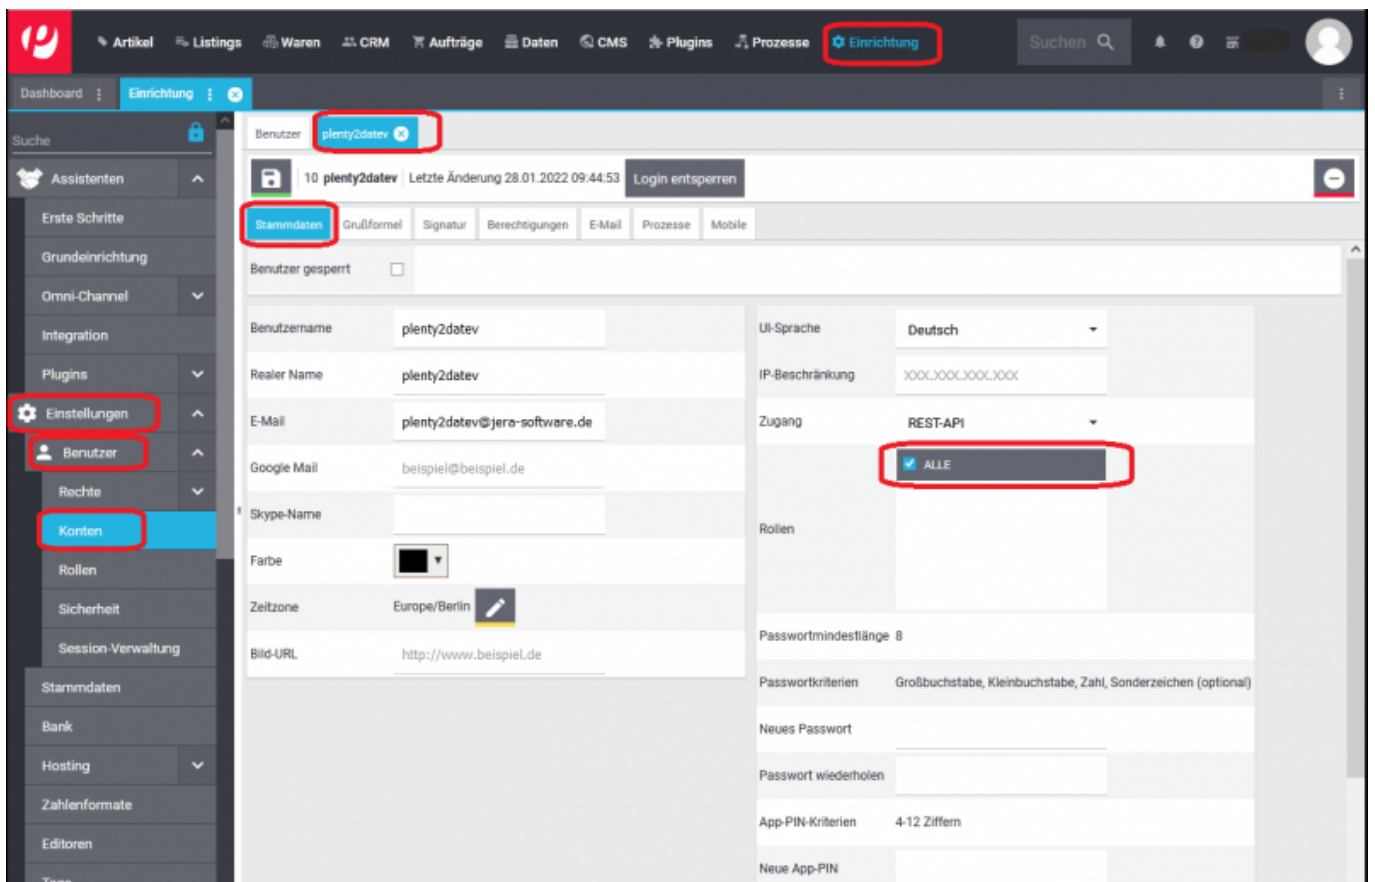 Artikel Listings Waren CRM Aufträge Daten CMS Plugins Prozesse Einrichtung Suchen
Dashboard Einrichtung
Suche
Assistenten
Erste Schritte
Grundeinrichtung
Omni-Channel
Integration
Plugins
Einstellungen
Benutzer
Rechte
Konten
Rollen
Sicherheit
Session-Verwaltung
Stammdaten
Bank
Hosting
Zahlenformate
Editoren
Tags
Benutzer plenty2datev
10 plenty2datev Letzte Änderung 28.01.2022 09:44:53 Login entsperren
Stammdaten Grußformel Signatur Berechtigungen E-Mail Prozesse Mobile
Benutzer gesperrt
Benutzername plenty2datev
Realer Name plenty2datev
E-Mail plenty2datev@jera-software.de
Google Mail beispiel@beispiel.de
Skype-Name
Farbe
Zeitzone Europe/Berlin
Bild-URL http://www.beispiel.de
UI-Sprache Deutsch
IP-Beschränkung XXX.XXX.XXX.XXX
Zugang REST-API
ALLE
Rollen
Passwortmindestlänge 8
Passwortkriterien Großbuchstabe, Kleinbuchstabe, Zahl, Sonderzeichen (optional)
Neues Passwort
Passwort wiederholen
App-PIN-Kriterien 4-12 Ziffern
Neue App-PIN